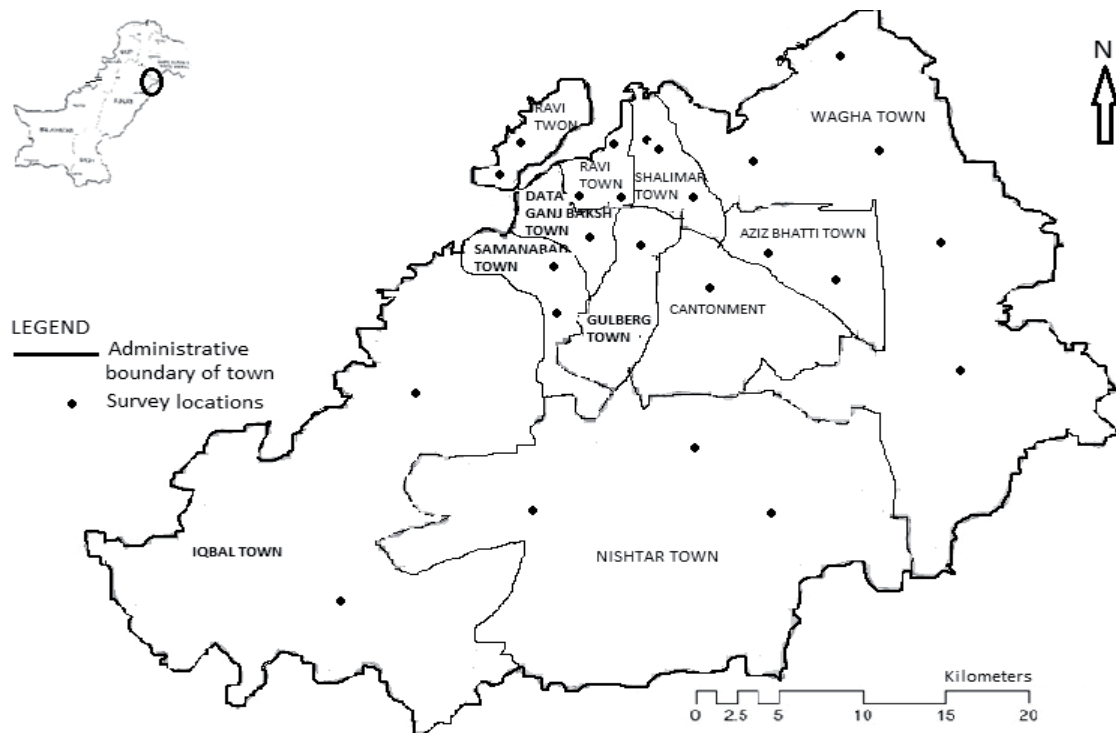 N
WAGHA TOWN
RAVI
TWON
RAVI
TOWN
SHALIMAR
TOWN
DATA
GANJ BAKSH
TOWN
SAMANABAD
TOWN
AZIZ BHATTI TOWN
CANTONMENT
GULBERG
TOWN
LEGEND
Administrative
boundary of town
Survey locations
IQBAL TOWN
NISHTAR TOWN
Kilometers
0 2.5 5 10 15 20